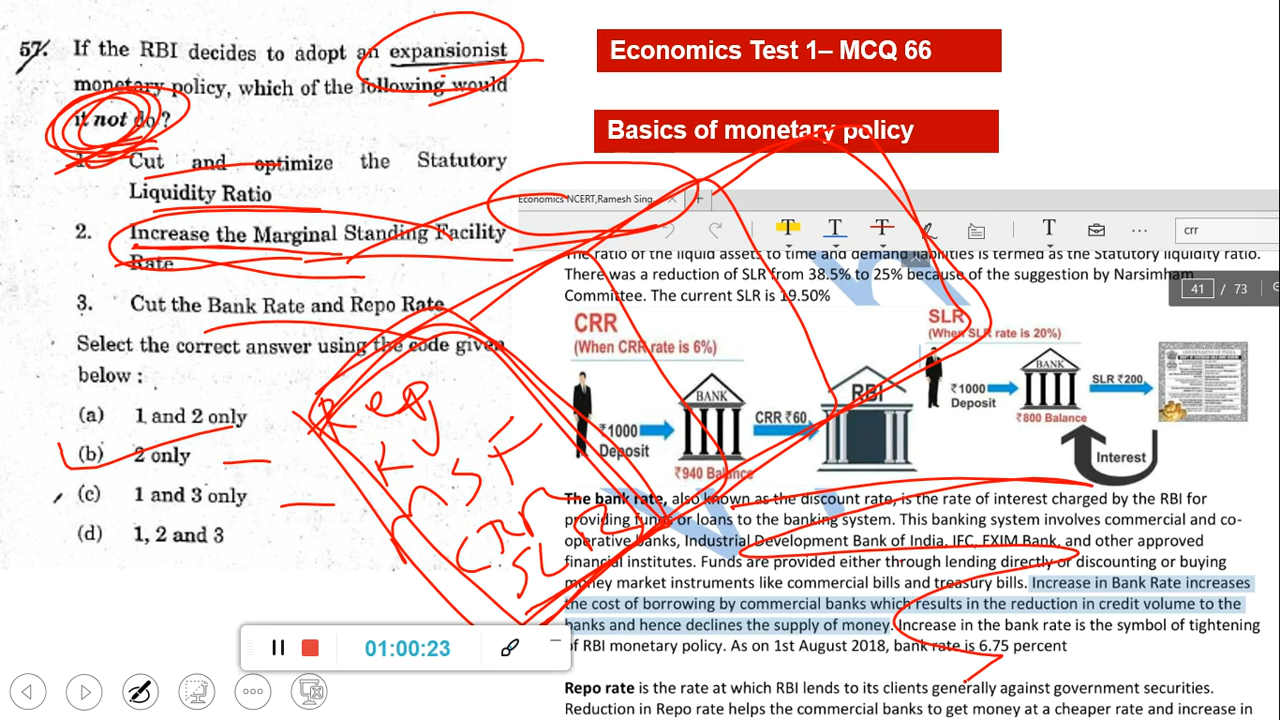 57. If the RBI decides to adopt an expansionist
monetary policy, which of the following would
it not do?
1. Cut and optimize the Statutory
Liquidity Ratio
2. Increase the Marginal Standing Facility
Rate
3. Cut the Bank Rate and Repo Rate
Select the correct answer using the code given
below :
(a) 1 and 2 only
(b) 2 only
(c) 1 and 3 only
(d) 1, 2 and 3
Economics Test 1– MCQ 66
Basics of monetary policy
Economics NCERT,Ramesh Sing
crr
41 / 73
The ratio of the liquid assets to time and demand liabilities is termed as the Statutory liquidity ratio.
There was a reduction of SLR from 38.5% to 25% because of the suggestion by Narsimham
Committee. The current SLR is 19.50%
CRR
(When CRR rate is 6%)
₹1000
Deposit
BANK
₹940 Balance
CRR ₹60
RBI
SLR
(When SLR rate is 20%)
₹1000
Deposit
BANK
₹800 Balance
SLR ₹200
Interest
The bank rate, also known as the discount rate, is the rate of interest charged by the RBI for
providing funds or loans to the banking system. This banking system involves commercial and co-
operative banks, Industrial Development Bank of India, IFC, EXIM Bank, and other approved
financial institutes. Funds are provided either through lending directly or discounting or buying
money market instruments like commercial bills and treasury bills. Increase in Bank Rate increases
the cost of borrowing by commercial banks which results in the reduction in credit volume to the
banks and hence declines the supply of money. Increase in the bank rate is the symbol of tightening
of RBI monetary policy. As on 1st August 2018, bank rate is 6.75 percent
Repo rate is the rate at which RBI lends to its clients generally against government securities.
Reduction in Repo rate helps the commercial banks to get money at a cheaper rate and increase in
CRR
SLR
01:00:23